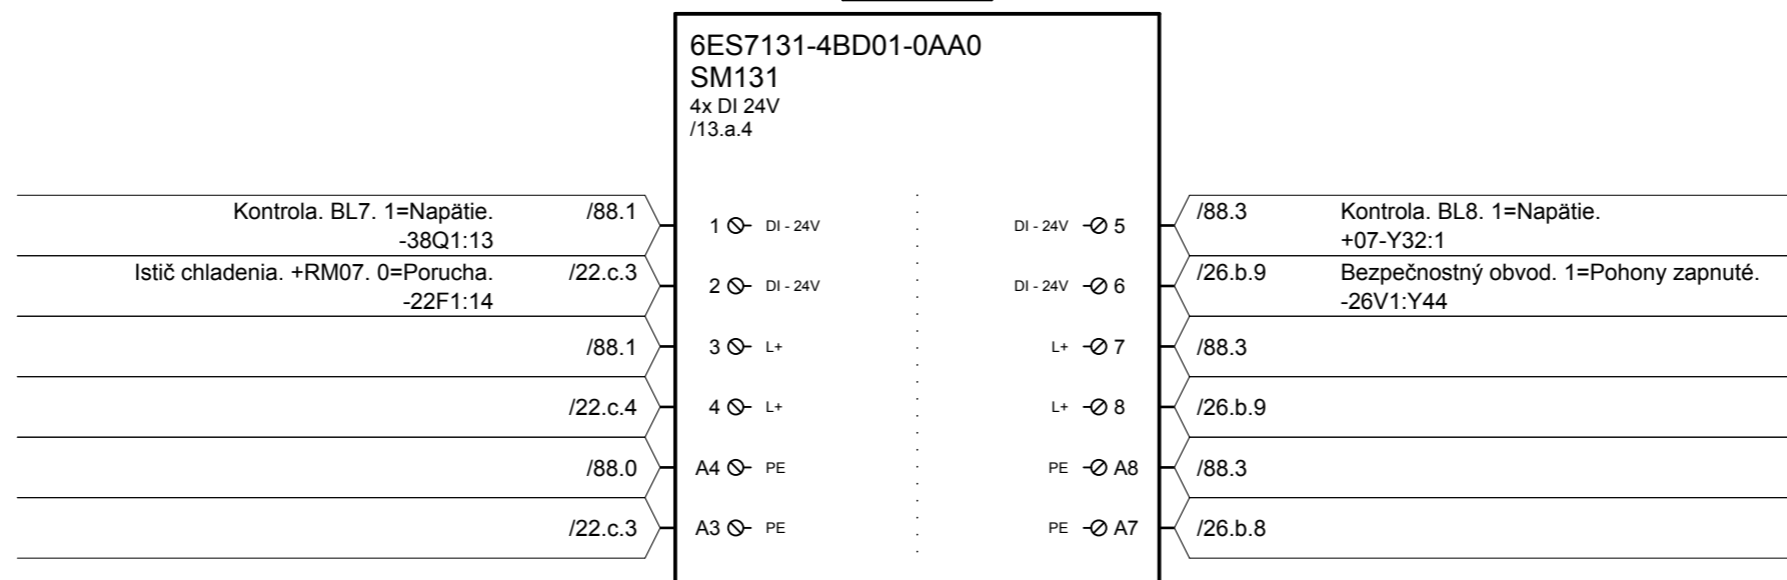 6ES7131-4BD01-0AA0
SM131
4x DI 24V
/13.a.4
Kontrola. BL7. 1=Napätie. /88.1 1 DI - 24V DI - 24V 5 /88.3 Kontrola. BL8. 1=Napätie.
-38Q1:13 +07-Y32:1
Istič chladenia. +RM07. 0=Porucha. /22.c.3 2 DI - 24V DI - 24V 6 /26.b.9 Bezpečnostný obvod. 1=Pohony zapnuté.
-22F1:14 -26V1:Y44
/88.1 3 L+ L+ 7 /88.3
/22.c.4 4 L+ L+ 8 /26.b.9
/88.0 A4 PE PE A8 /88.3
/22.c.3 A3 PE PE A7 /26.b.8